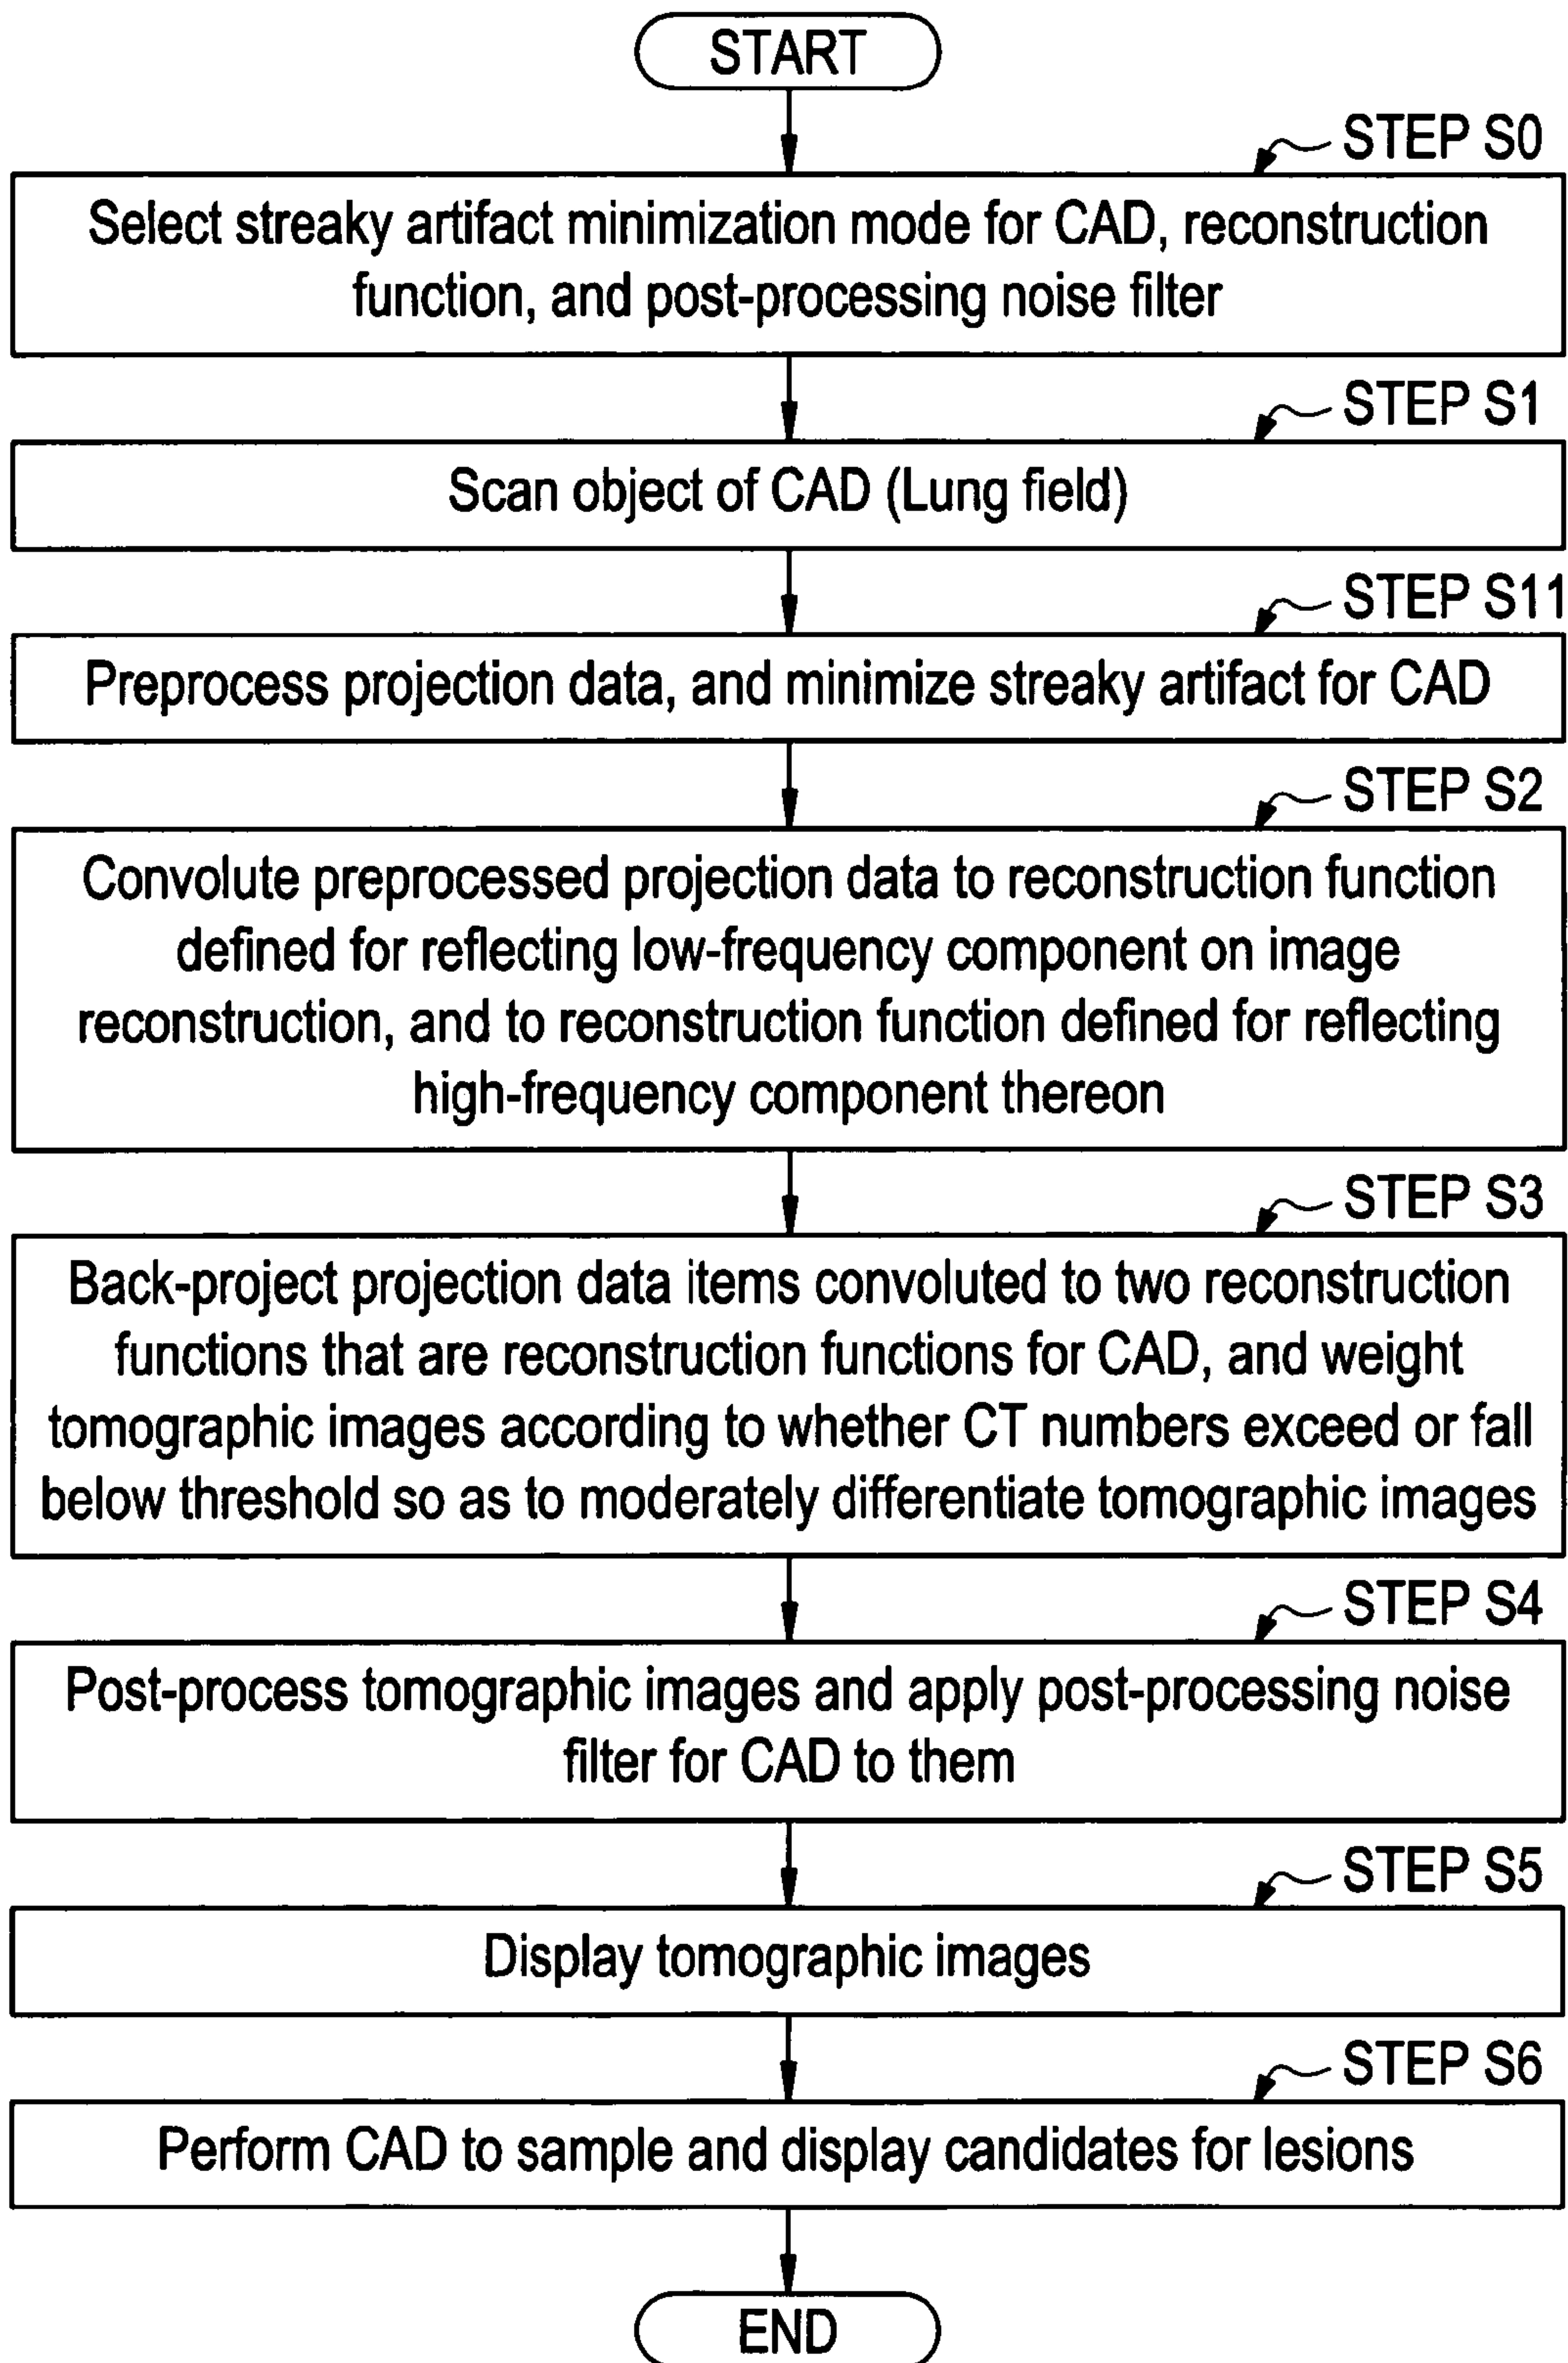 START
STEP S0
Select streaky artifact minimization mode for CAD, reconstruction
function, and post-processing noise filter
STEP S1
Scan object of CAD (Lung field)
STEP S11
Preprocess projection data, and minimize streaky artifact for CAD
STEP S2
Convolute preprocessed projection data to reconstruction function
defined for reflecting low-frequency component on image
reconstruction, and to reconstruction function defined for reflecting
high-frequency component thereon
STEP S3
Back-project projection data items convoluted to two reconstruction
functions that are reconstruction functions for CAD, and weight
tomographic images according to whether CT numbers exceed or fall
below threshold so as to moderately differentiate tomographic images
STEP S4
Post-process tomographic images and apply post-processing noise
filter for CAD to them
STEP S5
Display tomographic images
STEP S6
Perform CAD to sample and display candidates for lesions
END